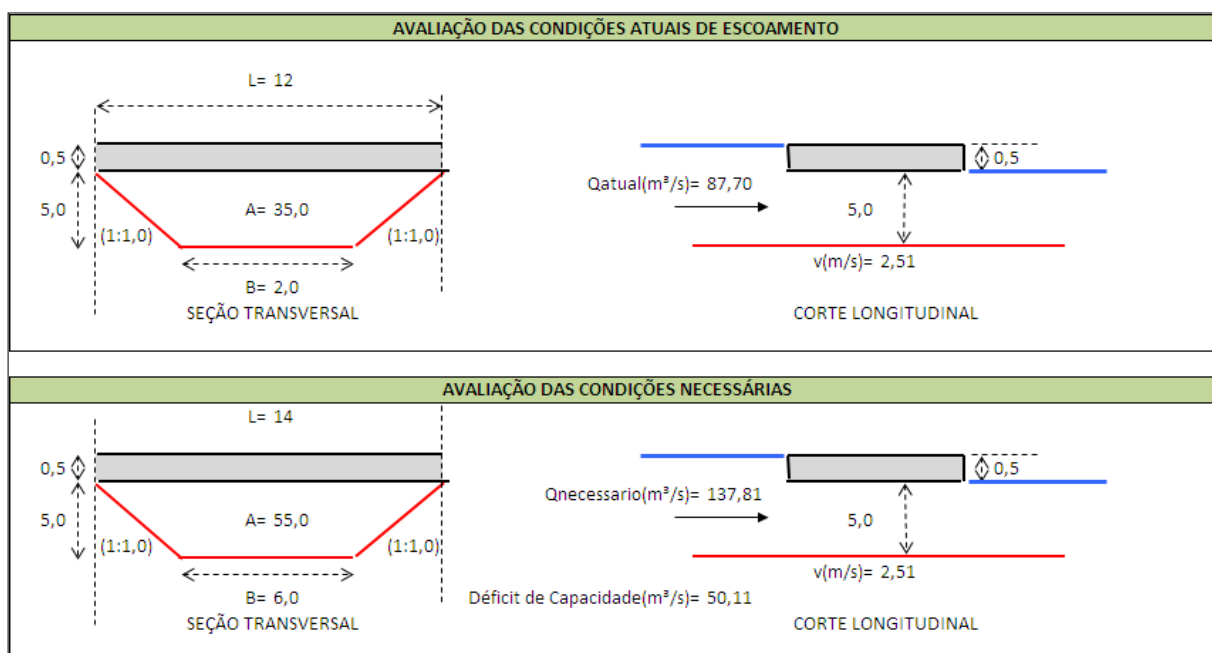 AVALIAÇÃO DAS CONDIÇÕES ATUAIS DE ESCOAMENTO
L= 12
0,5
5,0
A= 35,0
(1:1,0)
(1:1,0)
B= 2,0
SEÇÃO TRANSVERSAL
0,5
Qatual(m³/s)= 87,70
5,0
v(m/s)= 2,51
CORTE LONGITUDINAL
AVALIAÇÃO DAS CONDIÇÕES NECESSÁRIAS
L= 14
0,5
5,0
A= 55,0
(1:1,0)
(1:1,0)
B= 6,0
SEÇÃO TRANSVERSAL
0,5
Qnecessario(m³/s)= 137,81
5,0
v(m/s)= 2,51
Déficit de Capacidade(m³/s)= 50,11
CORTE LONGITUDINAL